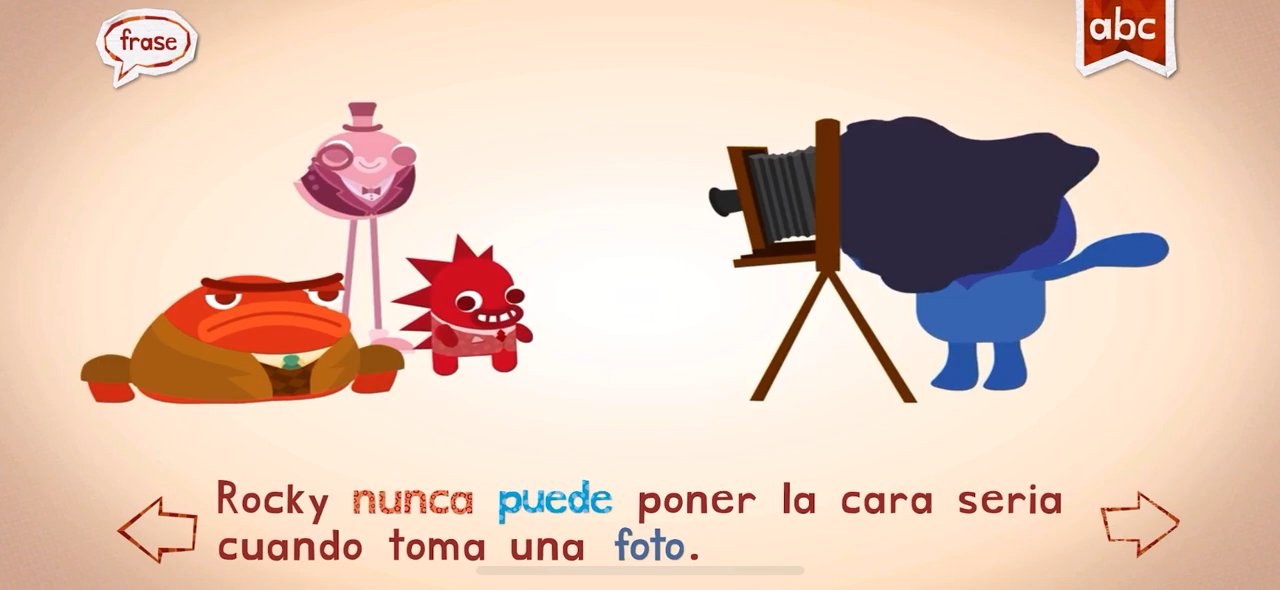 frase
abc
Rocky nunca puede poner la cara seria
cuando toma una foto.